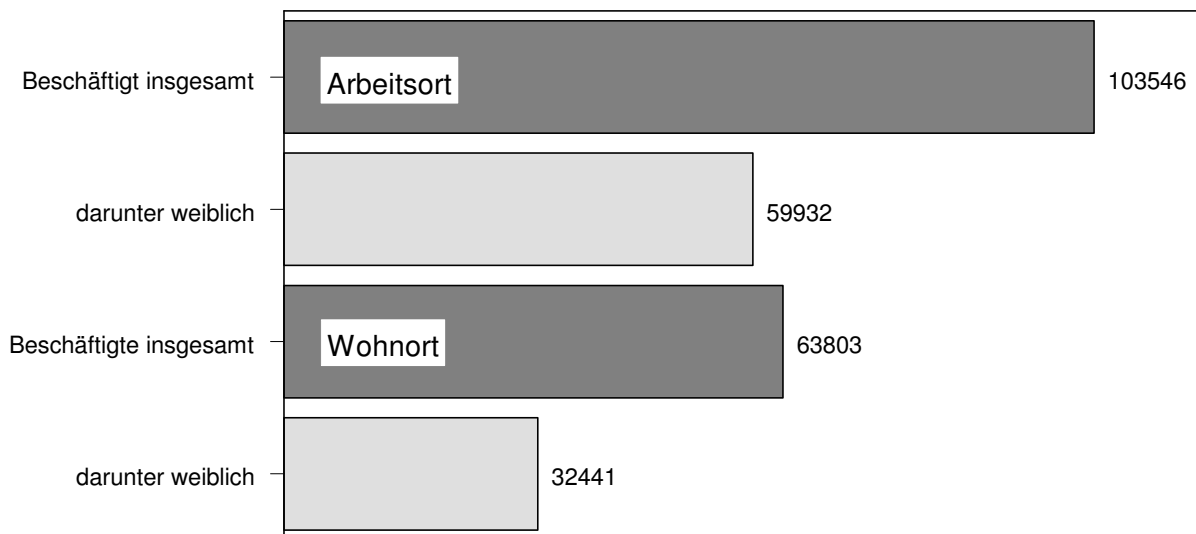 Beschäftigt insgesamt
Arbeitsort
103546
darunter weiblich
59932
Beschäftigte insgesamt
Wohnort
63803
darunter weiblich
32441